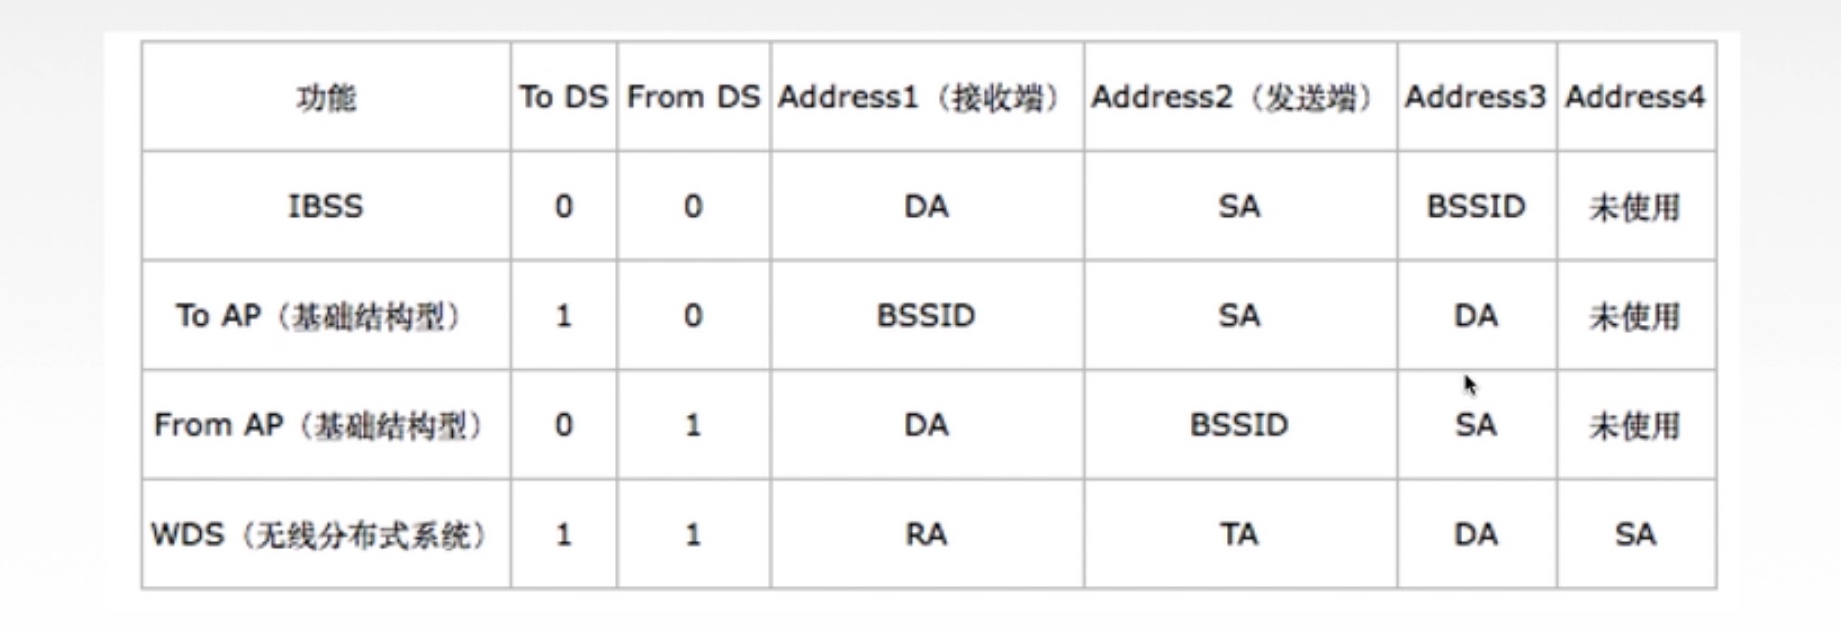 功能 To DS From DS Address1（接收端） Address2（发送端） Address3 Address4
IBSS 0 0 DA SA BSSID 未使用
To AP（基础结构型） 1 0 BSSID SA DA 未使用
From AP（基础结构型） 0 1 DA BSSID SA 未使用
WDS（无线分布式系统） 1 1 RA TA DA SA